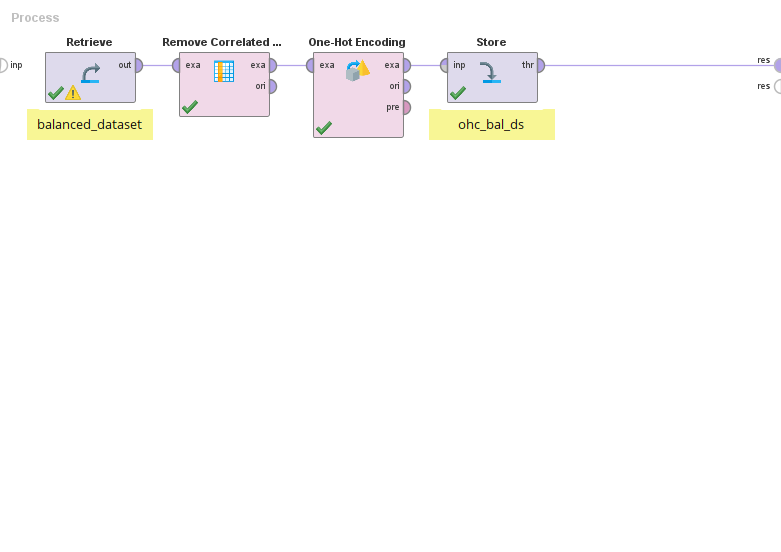 Process
Retrieve
Remove Correlated ...
One-Hot Encoding
Store
inp
out
exa
exa
ori
exa
exa
ori
pre
inp
thr
res
res
balanced_dataset
ohc_bal_ds